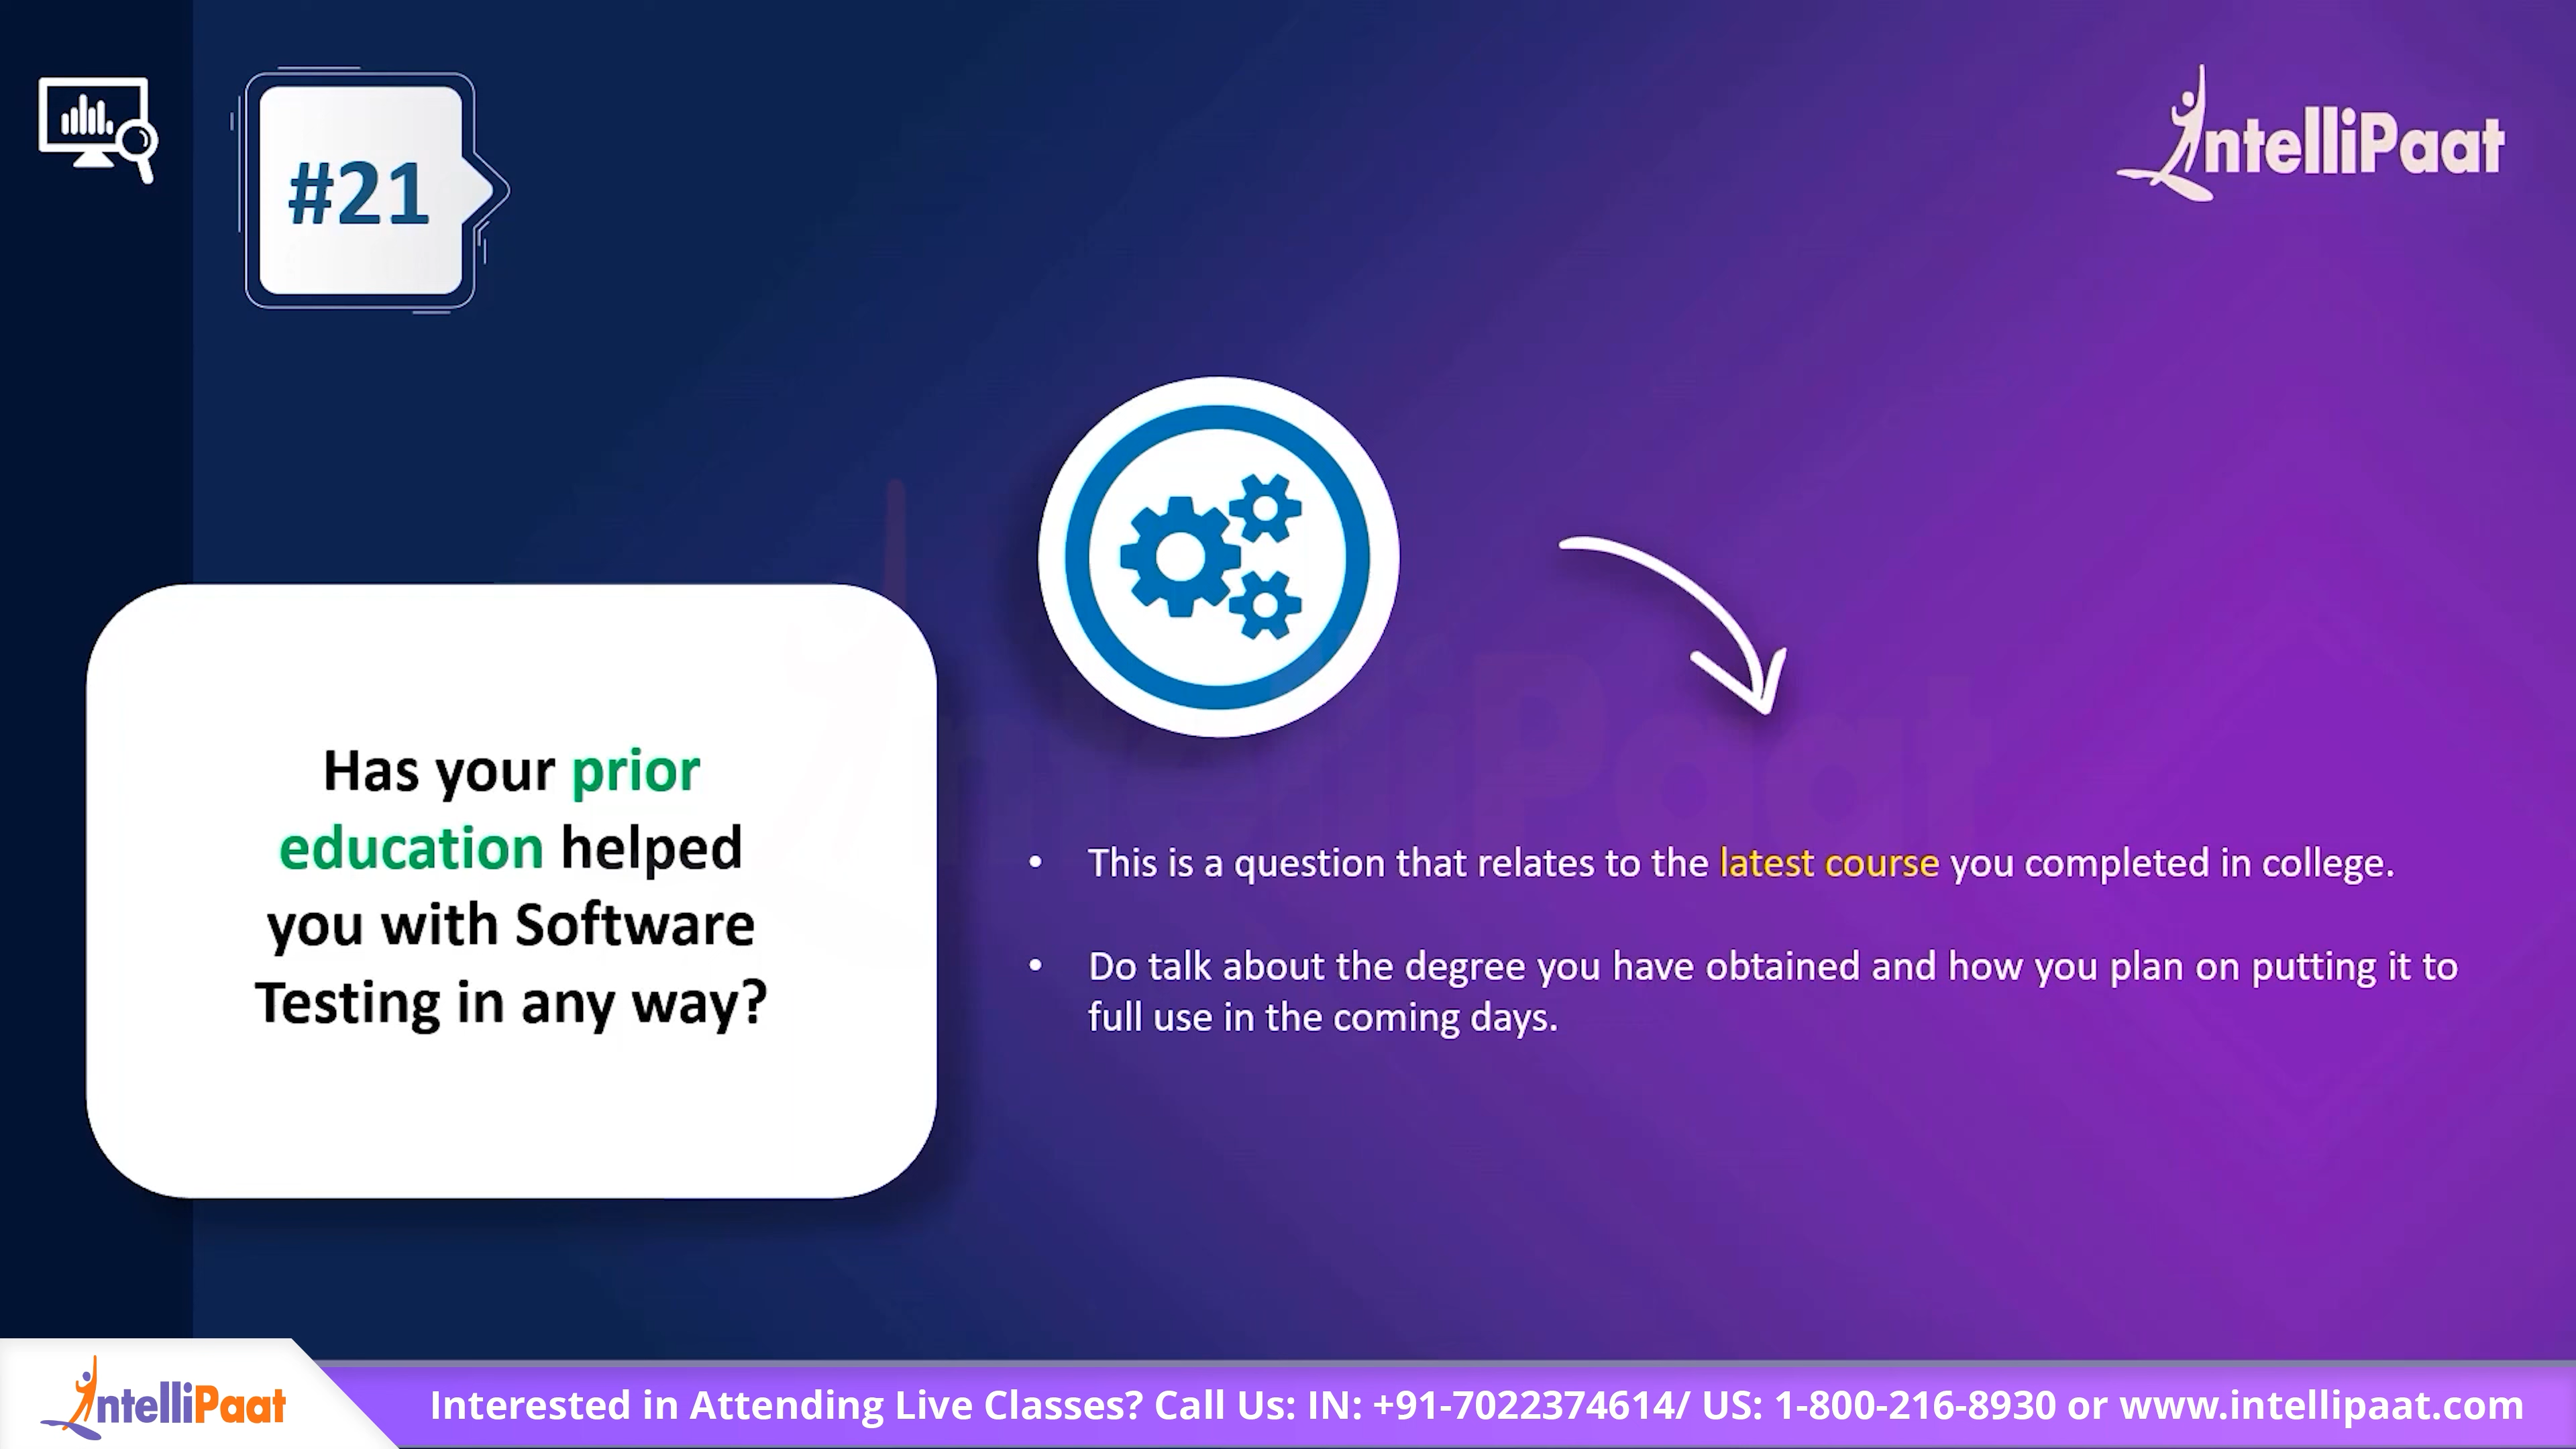 #21
IntelliPaat
Has your prior
education helped
you with Software
Testing in any way?
• This is a question that relates to the latest course you completed in college.
• Do talk about the degree you have obtained and how you plan on putting it to
full use in the coming days.
IntelliPaat
IntelliPaat
Interested in Attending Live Classes? Call Us: IN: +91-7022374614/ US: 1-800-216-8930 or www.intellipaat.com